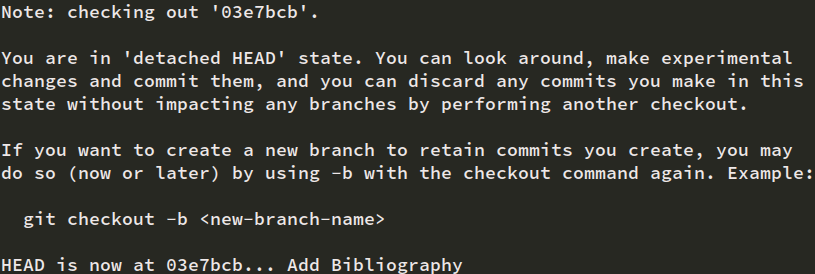 Note: checking out '03e7bcb'.
You are in 'detached HEAD' state. You can look around, make experimental
changes and commit them, and you can discard any commits you make in this
state without impacting any branches by performing another checkout.
If you want to create a new branch to retain commits you create, you may
do so (now or later) by using -b with the checkout command again. Example:
git checkout -b <new-branch-name>
HEAD is now at 03e7bcb... Add Bibliography